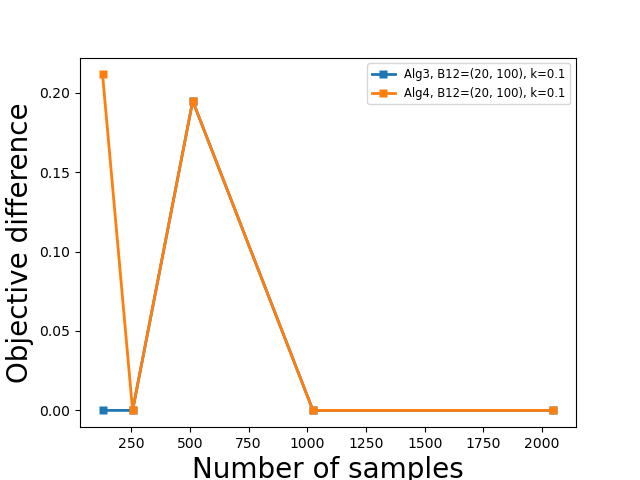 Alg3, B12=(20, 100), k=0.1
Alg4, B12=(20, 100), k=0.1
0.20
0.15
0.10
0.05
0.00
Objective difference
250 500 750 1000 1250 1500 1750 2000
Number of samples